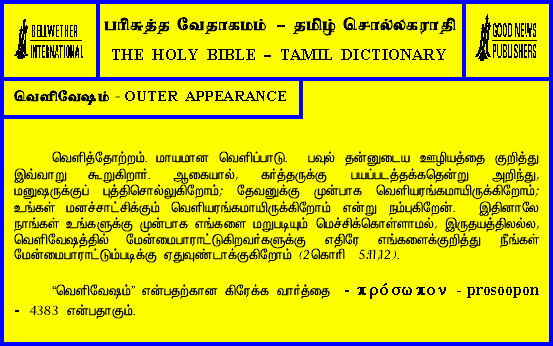 BELLWETHER
INTERNATIONAL
பரிசுத்த வேதாகமம் – தமிழ் சொல்லகராதி
THE HOLY BIBLE – TAMIL DICTIONARY
GOOD NEWS
PUBLISHERS
வெளிவேஷம் - OUTER APPEARANCE
வெளித்தோற்றம். மாயமான வெளிப்பாடு. பவுல் தன்னுடைய ஊழியத்தை குறித்து
இவ்வாறு கூறுகிறார். ஆகையால், கர்த்தருக்கு பயப்படத்தக்கதென்று அறிந்து,
மனுஷருக்குப் புத்திசொல்லுகிறோம்; தேவனுக்கு முன்பாக வெளியரங்கமாயிருக்கிறோம்;
உங்கள் மனச்சாட்சிக்கும் வெளியரங்கமாயிருக்கிறோம் என்று நம்புகிறேன். இதினாலே
நாங்கள் உங்களுக்கு முன்பாக எங்களை மறுபடியும் மெச்சிக்கொள்ளாமல், இருதயத்திலல்ல,
வெளிவேஷத்தில் மேன்மைபாராட்டுகிறவர்களுக்கு எதிரே எங்களைக்குறித்து நீங்கள்
மேன்மைபாராட்டும்படிக்கு ஏதுவுண்டாக்குகிறோம் (2கொரி 5:11,12).
“வெளிவேஷம்” என்பதற்கான கிரேக்க வார்த்தை - πρόσωπον - prosoopon
- 4383 என்பதாகும்.